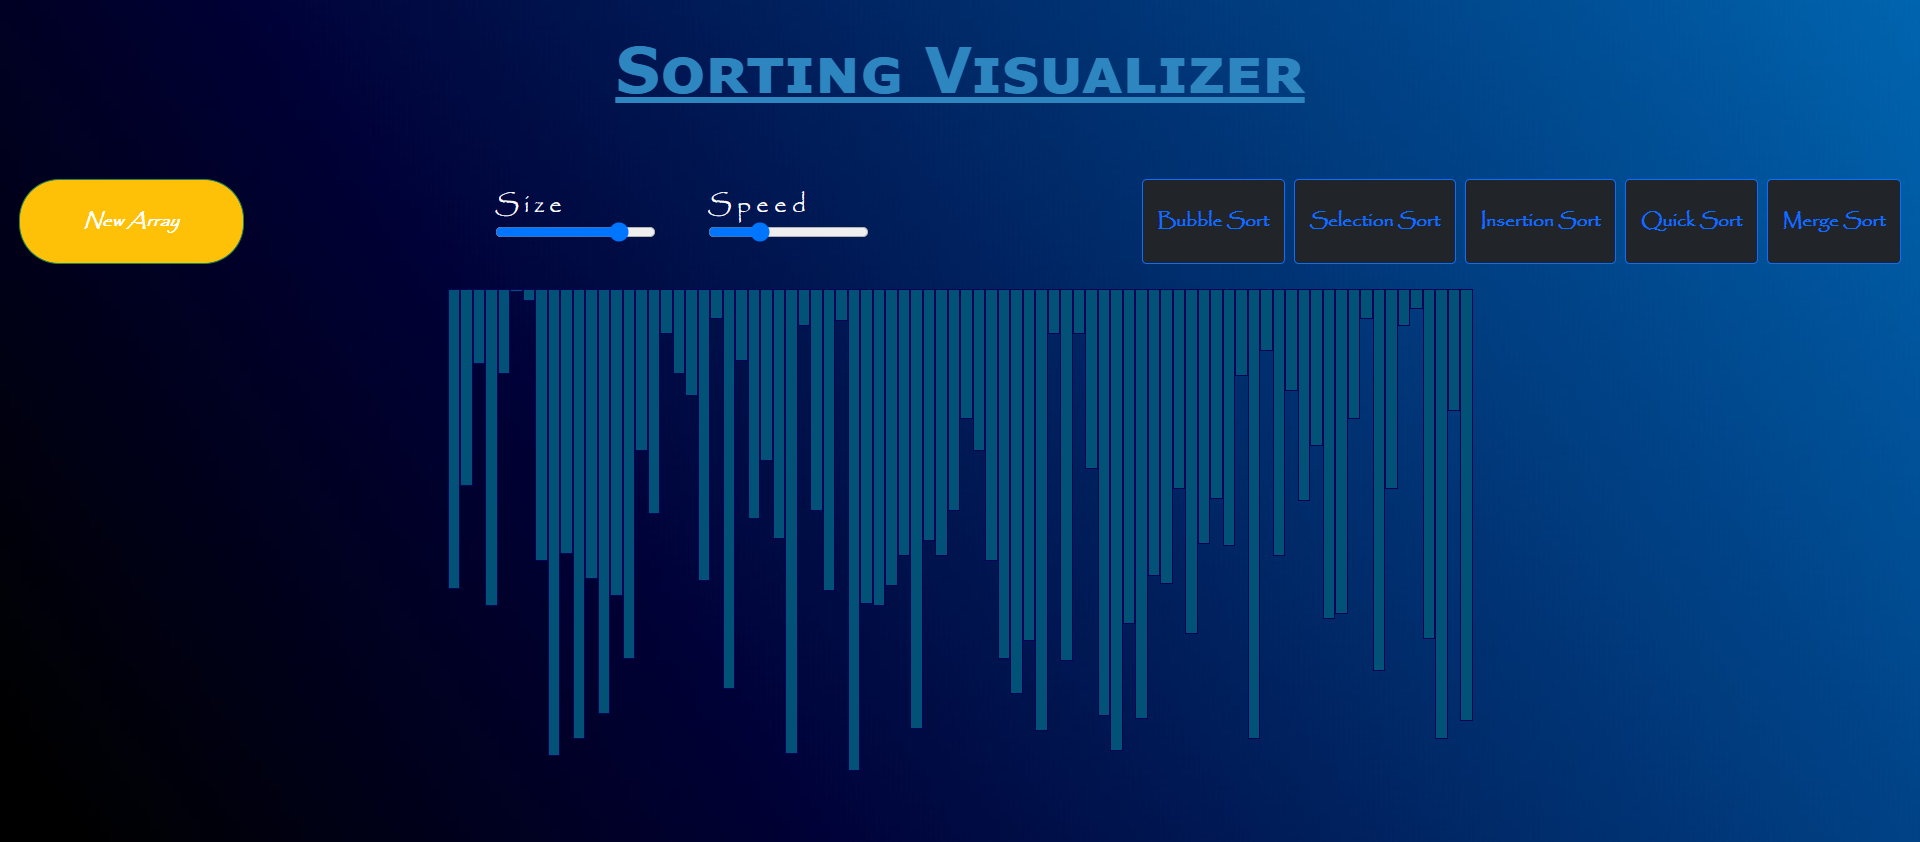 Sorting Visualizer
New Array
Size
Speed
Bubble Sort
Selection Sort
Insertion Sort
Quick Sort
Merge Sort